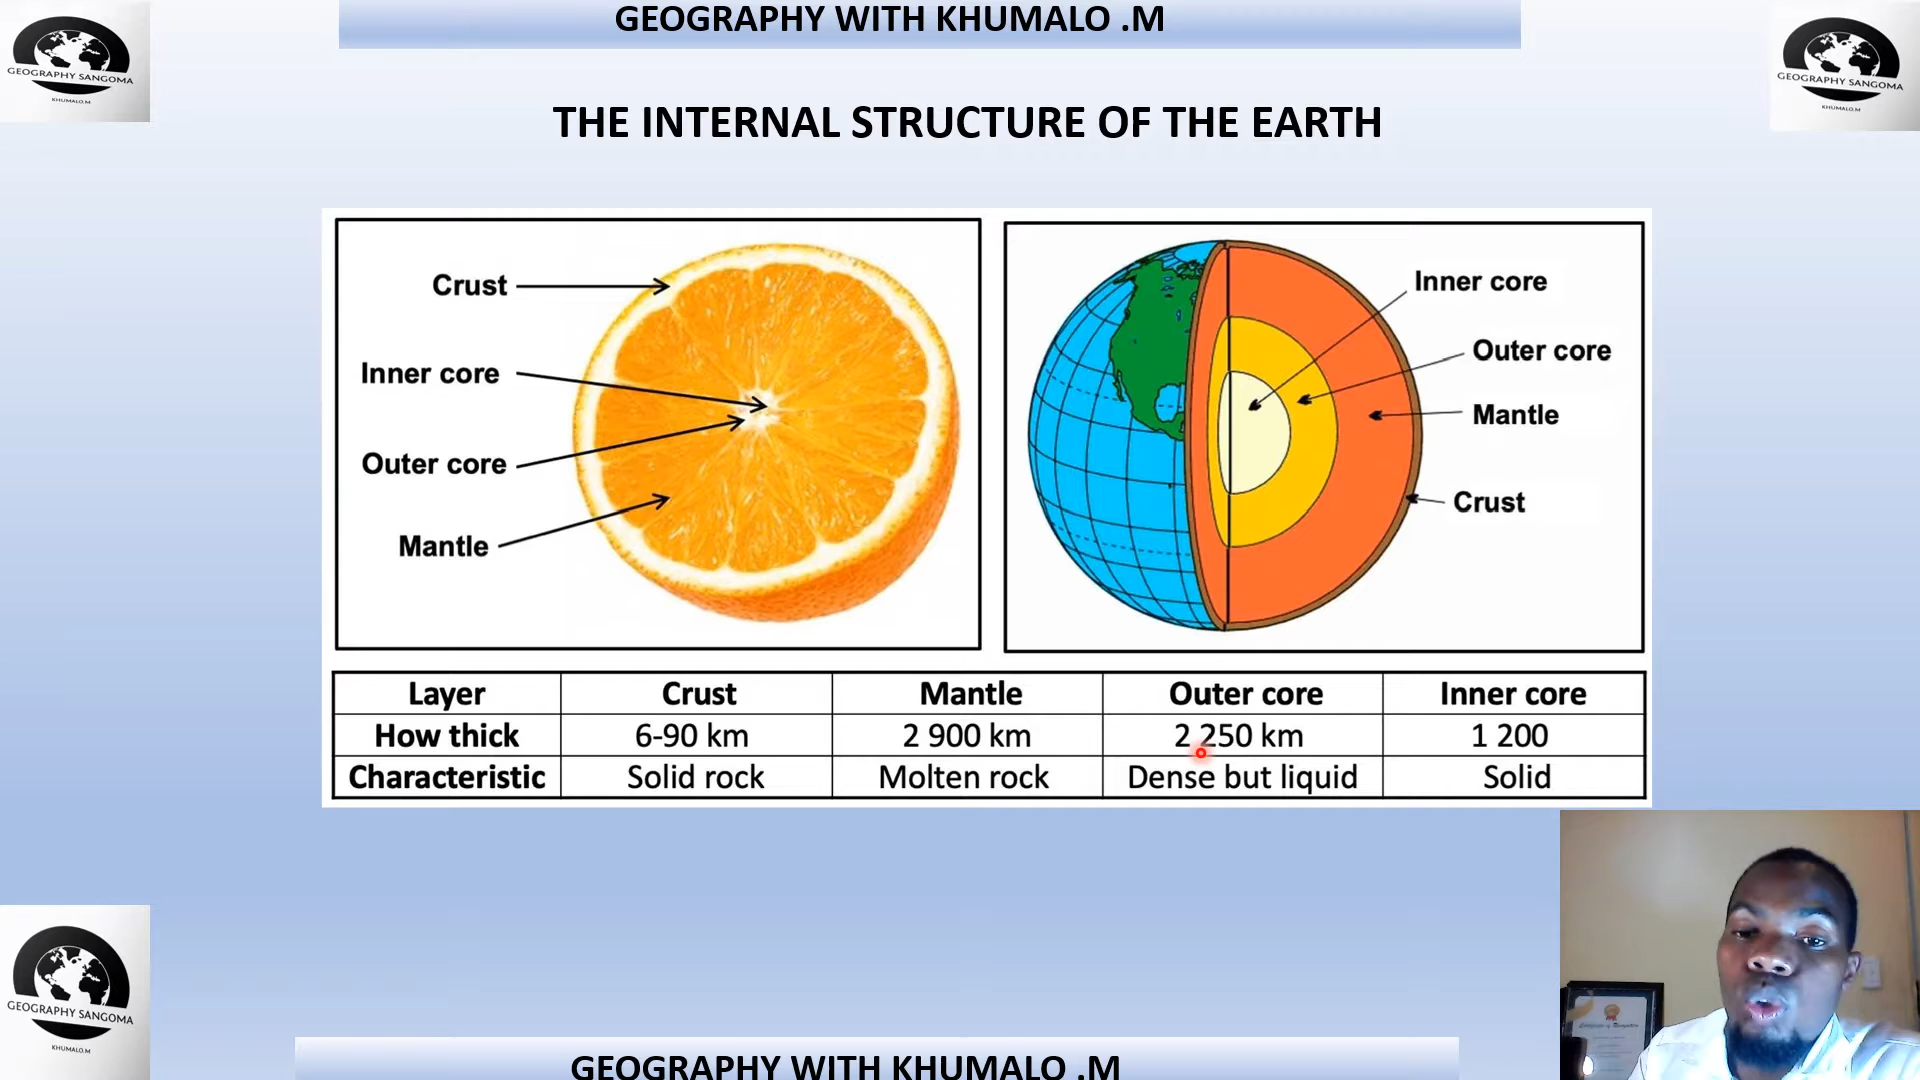 GEOGRAPHY WITH KHUMALO .M
GEOGRAPHY SANGOMA
KHUMALO.M
GEOGRAPHY SANGOMA
KHUMALO.M
THE INTERNAL STRUCTURE OF THE EARTH
Crust
Inner core
Outer core
Mantle
Inner core
Outer core
Mantle
Crust
Layer Crust Mantle Outer core Inner core
How thick 6-90 km 2 900 km 2 250 km 1 200
Characteristic Solid rock Molten rock Dense but liquid Solid
GEOGRAPHY SANGOMA
KHUMALO.M
GEOGRAPHY WITH KHUMALO .M